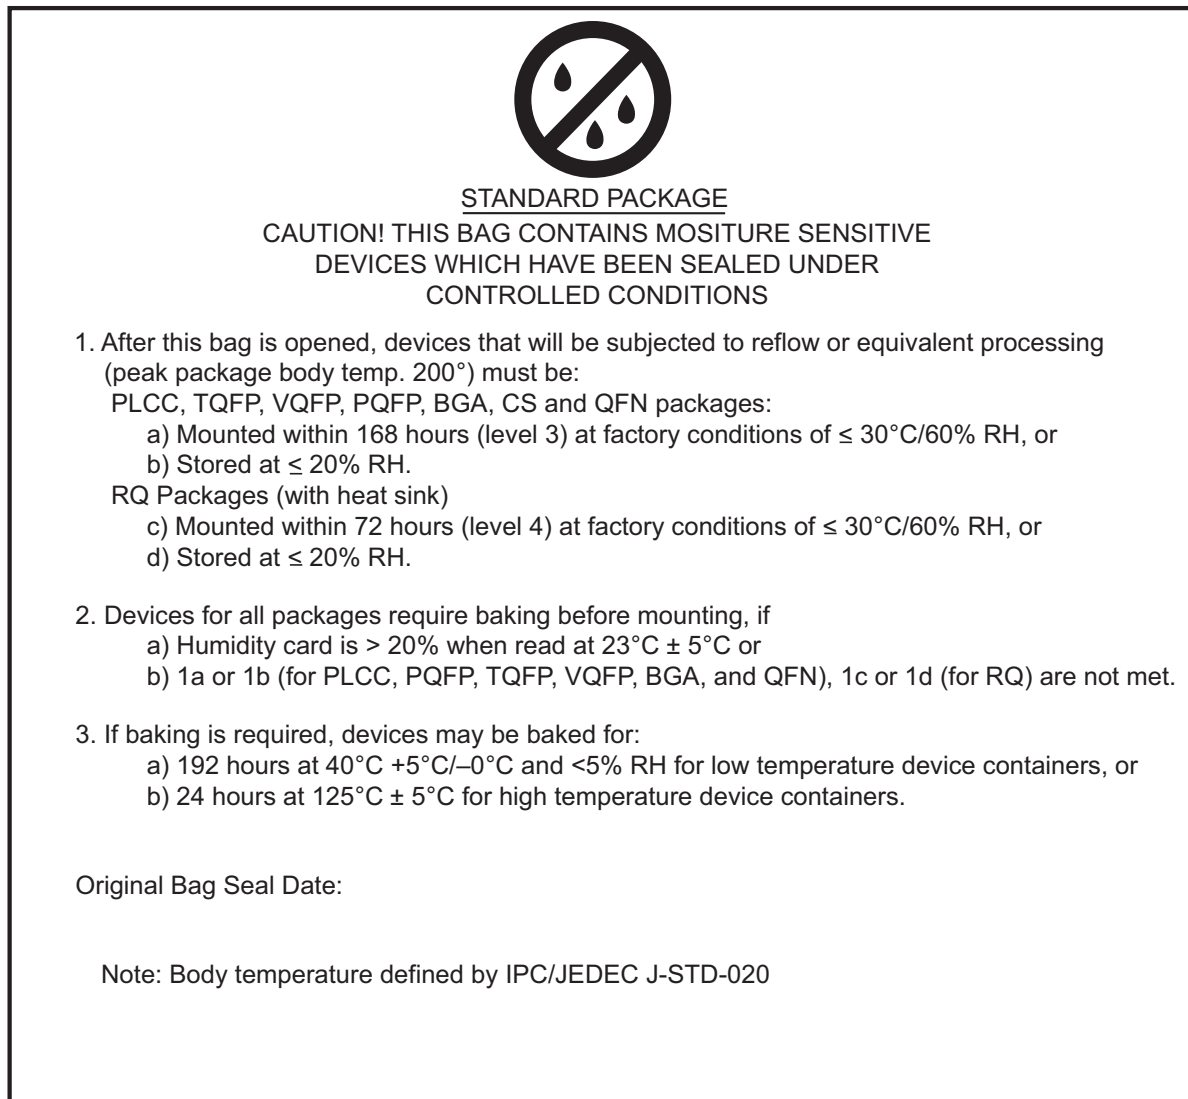 STANDARD PACKAGE
CAUTION! THIS BAG CONTAINS MOSITURE SENSITIVE
DEVICES WHICH HAVE BEEN SEALED UNDER
CONTROLLED CONDITIONS
1. After this bag is opened, devices that will be subjected to reflow or equivalent processing
(peak package body temp. 200°) must be:
PLCC, TQFP, VQFP, PQFP, BGA, CS and QFN packages:
a) Mounted within 168 hours (level 3) at factory conditions of ≤ 30°C/60% RH, or
b) Stored at ≤ 20% RH.
RQ Packages (with heat sink)
c) Mounted within 72 hours (level 4) at factory conditions of ≤ 30°C/60% RH, or
d) Stored at ≤ 20% RH.
2. Devices for all packages require baking before mounting, if
a) Humidity card is > 20% when read at 23°C ± 5°C or
b) 1a or 1b (for PLCC, PQFP, TQFP, VQFP, BGA, and QFN), 1c or 1d (for RQ) are not met.
3. If baking is required, devices may be baked for:
a) 192 hours at 40°C +5°C/–0°C and <5% RH for low temperature device containers, or
b) 24 hours at 125°C ± 5°C for high temperature device containers.
Original Bag Seal Date:
Note: Body temperature defined by IPC/JEDEC J-STD-020